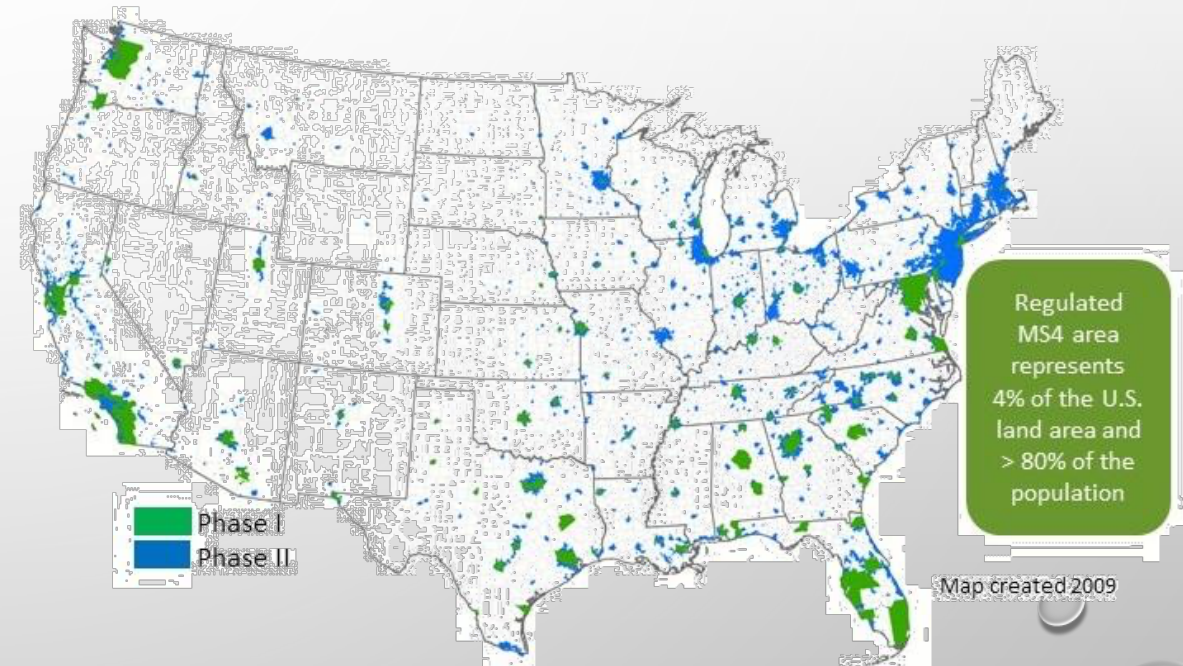 Regulated
MS4 area
represents
4% of the U.S.
land area and
> 80% of the
population
Phase I
Phase II
Map created 2009